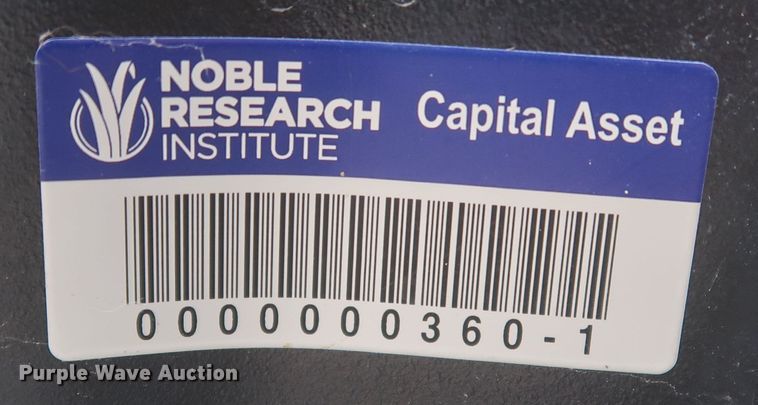 NOBLE
RESEARCH
INSTITUTE
Capital Asset
0000000360-1
Purple Wave Auction